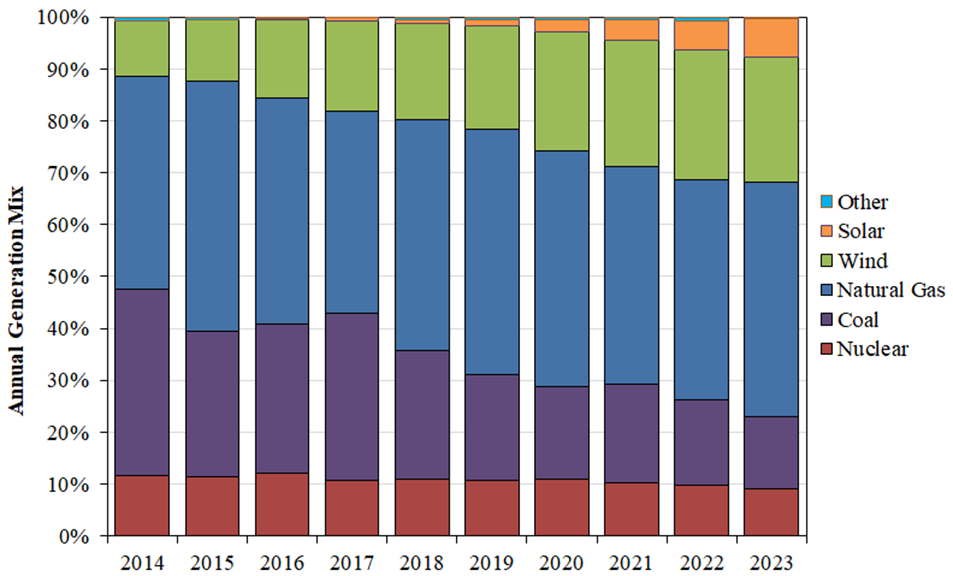 Annual Generation Mix
100%
90%
80%
70%
60%
50%
40%
30%
20%
10%
0%
2014 2015 2016 2017 2018 2019 2020 2021 2022 2023
Other
Solar
Wind
Natural Gas
Coal
Nuclear